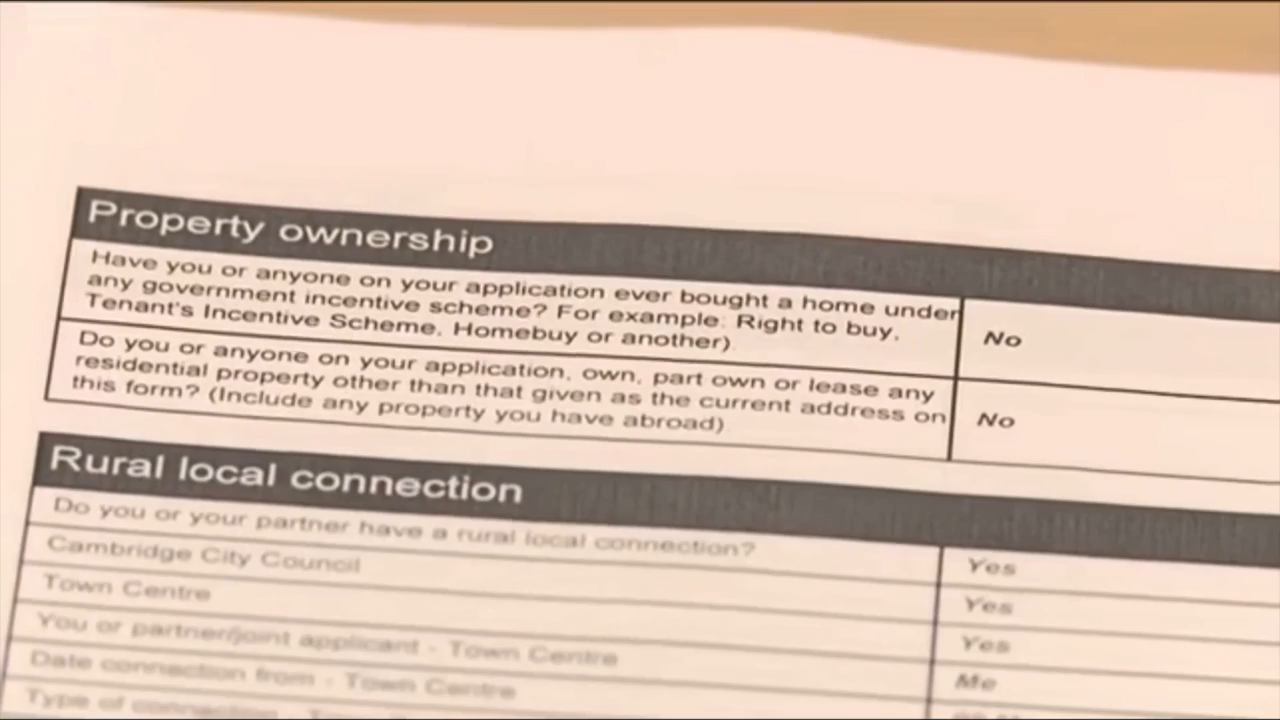 Property ownership
Have you or anyone on your application ever bought a home under
any government incentive scheme? For example: Right to buy,
Tenant's Incentive Scheme, Homebuy or another).
No
Do you or anyone on your application, own, part own or lease any
residential property other than that given as the current address on
this form? (Include any property you have abroad).
No
Rural local connection
Do you or your partner have a rural local connection?
Yes
Cambridge City Council
Yes
Town Centre
Yes
You or partner/joint applicant - Town Centre
Me
Date connection from - Town Centre
Type of connection -